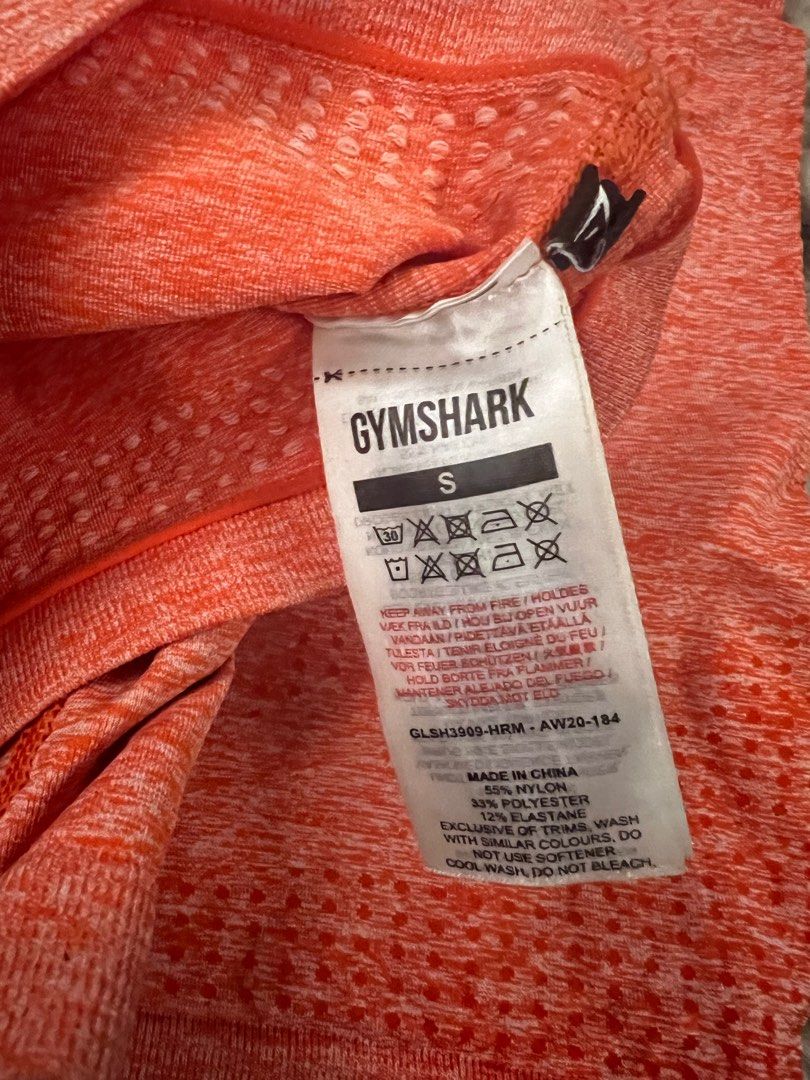 GYMSHARK
S
30
KEEP AWAY FROM FIRE / HOLDES
VÆK FRA ILD / HOU BIJ OPEN VUUR
VANDAAN / PIDETTÄVÄ ETÄÄLLÄ
TULESTA / TENIR ÉLOIGNÉ DU FEU /
VOR FEUER SCHÜTZEN /
HOLD BORTE FRA FLAMMER /
MANTENER ALEJADO DEL FUEGO /
SKYDDA MOT ELD
GLSH3909-HRM - AW20-184
MADE IN CHINA
55% NYLON
33% POLYESTER
12% ELASTANE
EXCLUSIVE OF TRIMS. WASH
WITH SIMILAR COLOURS. DO
NOT USE SOFTENER
COOL WASH, DO NOT BLEACH.